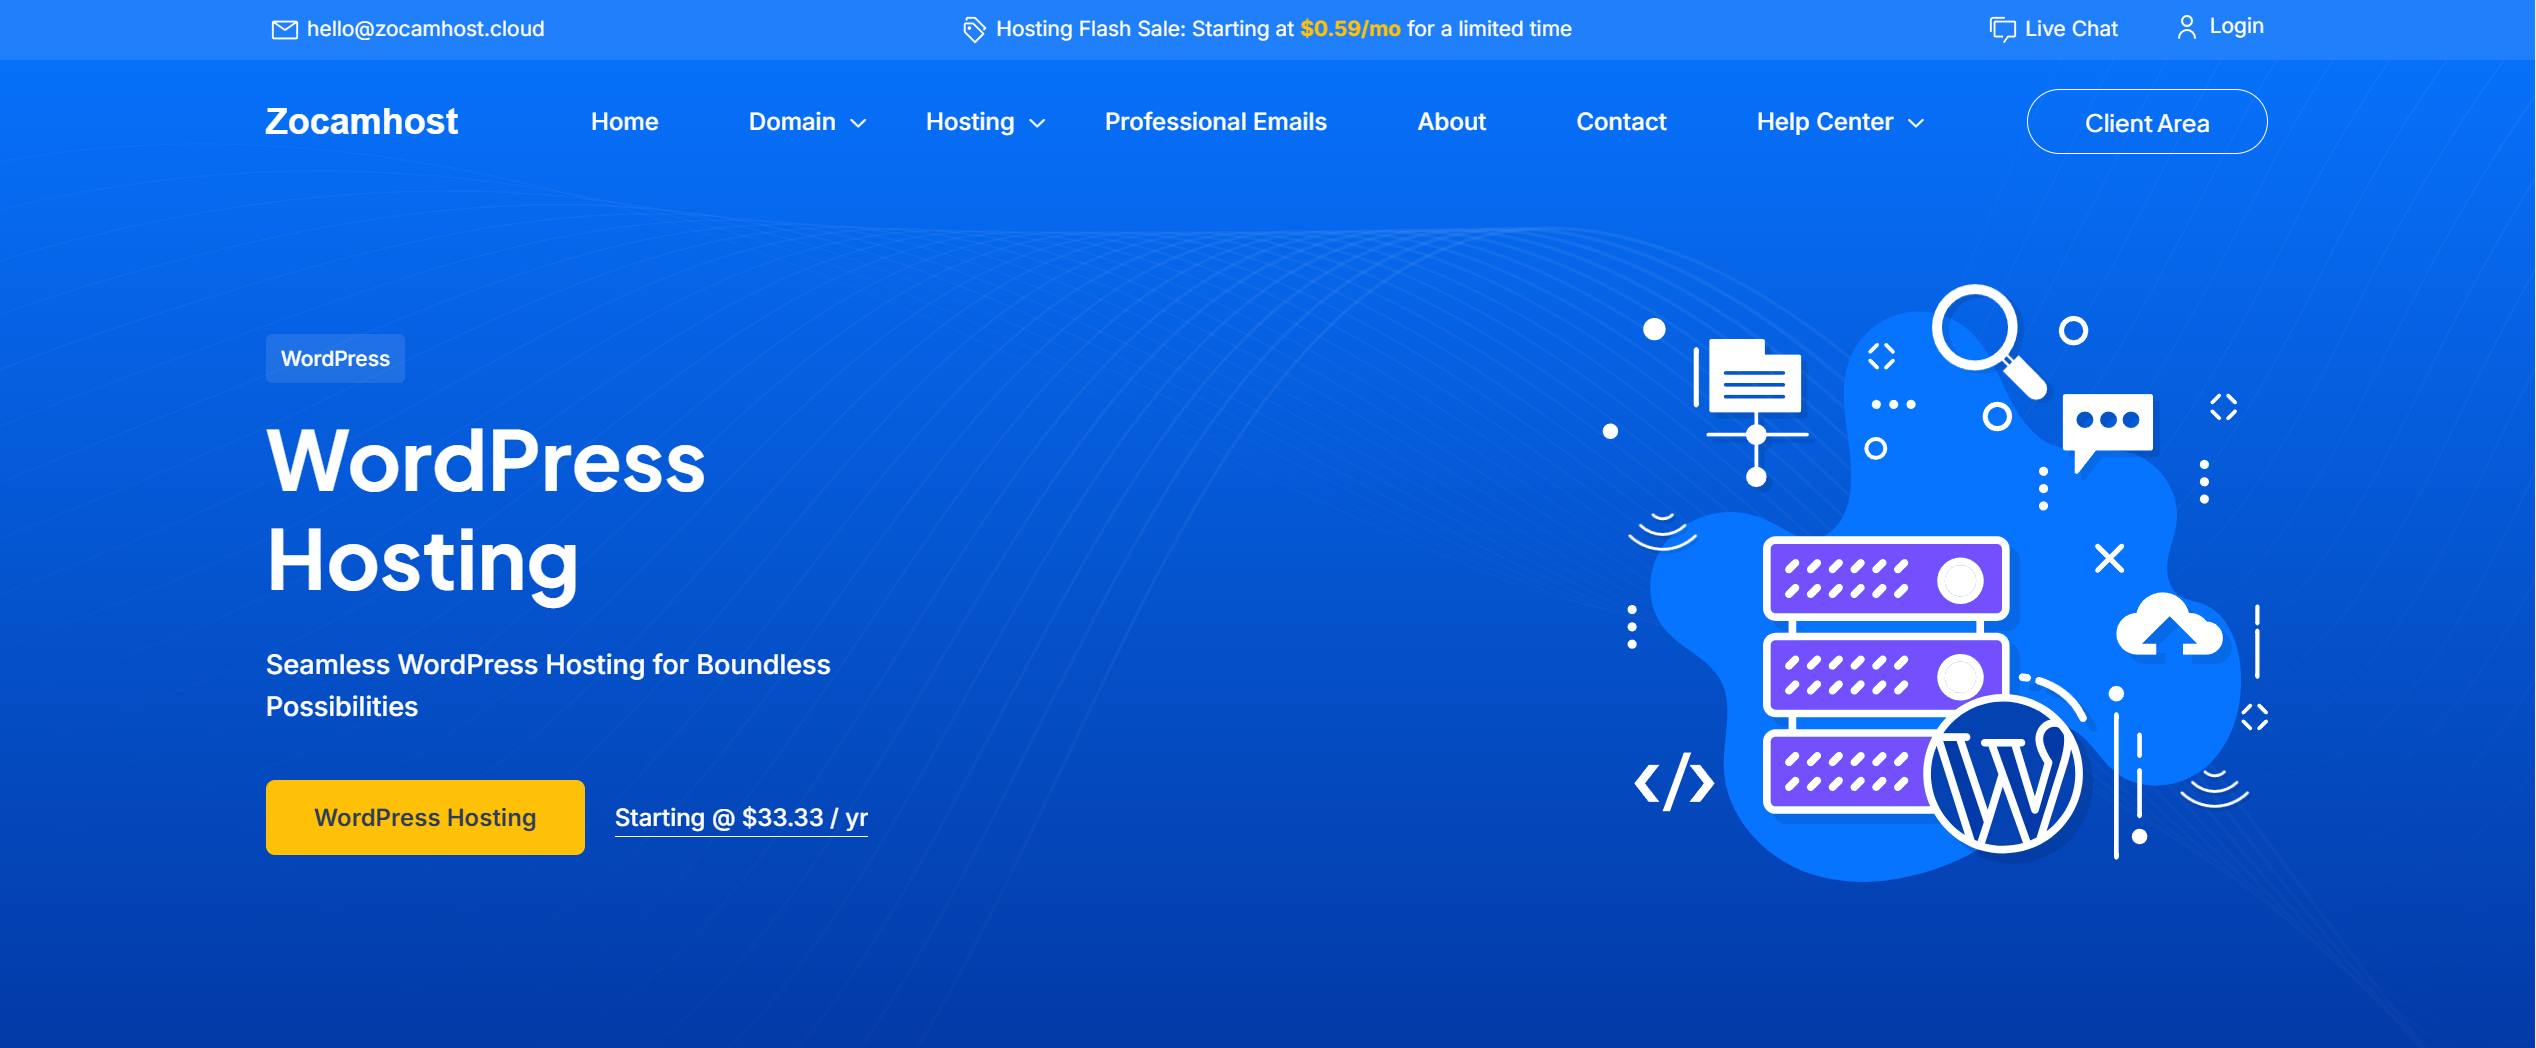 hello@zocamhost.cloud
Hosting Flash Sale: Starting at $0.59/mo for a limited time
Live Chat
Login
Zocamhost
Home
Domain
Hosting
Professional Emails
About
Contact
Help Center
Client Area
WordPress
WordPress
Hosting
Seamless WordPress Hosting for Boundless
Possibilities
WordPress Hosting
Starting @ $33.33 / yr